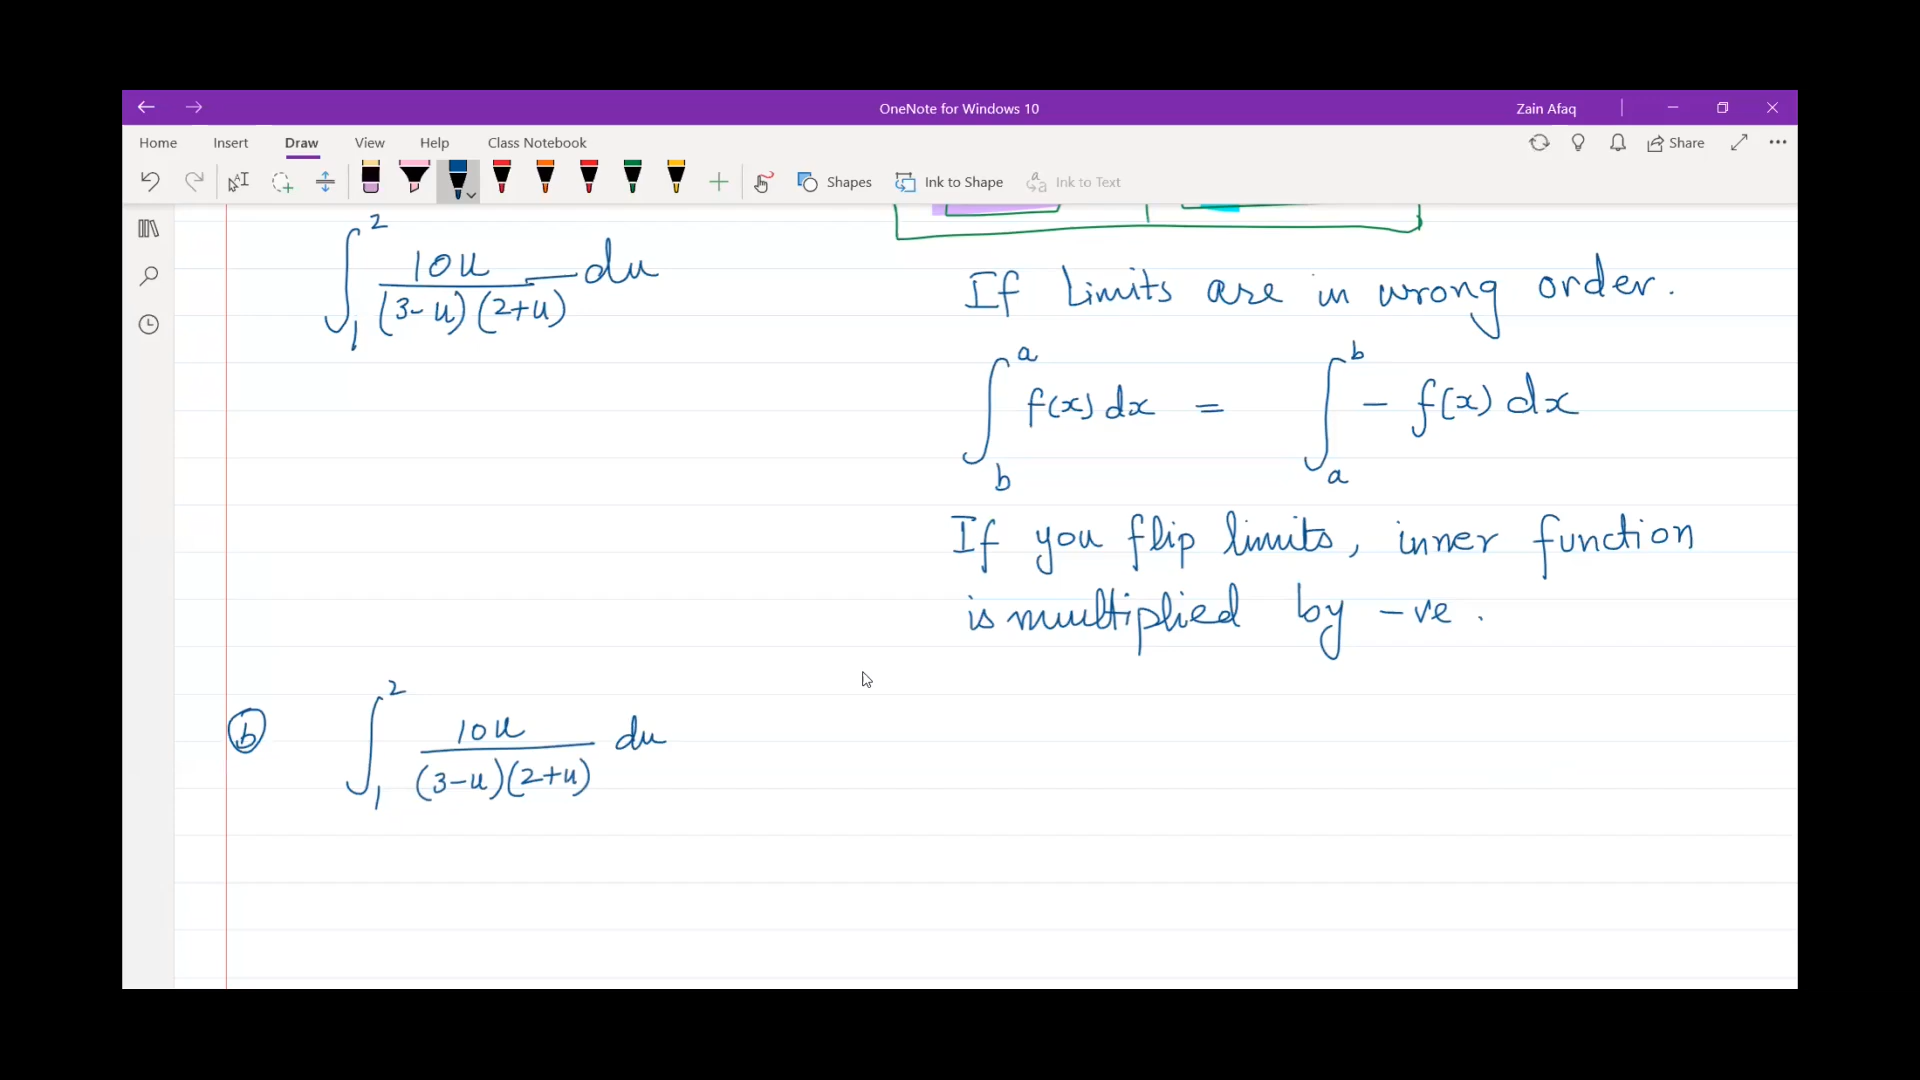 OneNote for Windows 10
Zain Afaq
Home Insert Draw View Help Class Notebook
Share
Shapes Ink to Shape Ink to Text
∫₁² 10u / (3-u)(2+u) du
If limits are in wrong order.
∫_b^a f(x) dx = ∫_a^b - f(x) dx
If you flip limits, inner function
is multiplied by -ve.
(b) ∫₁² 10u / (3-u)(2+u) du